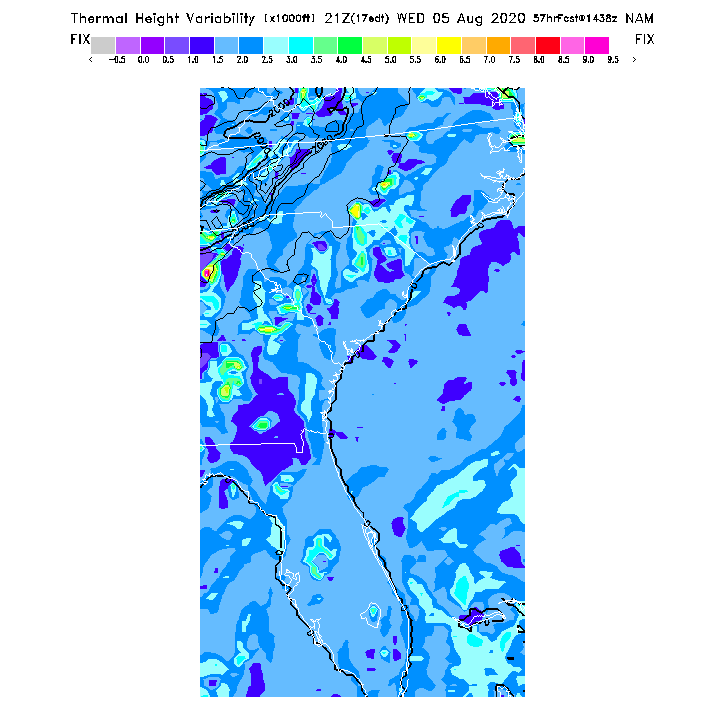 Thermal Height Variability [x1000ft] 21Z(17edt) WED 05 Aug 2020 57hrFcst@1438z NAM
FIX FIX
< -0.5 0.0 0.5 1.0 1.5 2.0 2.5 3.0 3.5 4.0 4.5 5.0 5.5 6.0 6.5 7.0 7.5 8.0 8.5 9.0 9.5 >
2000